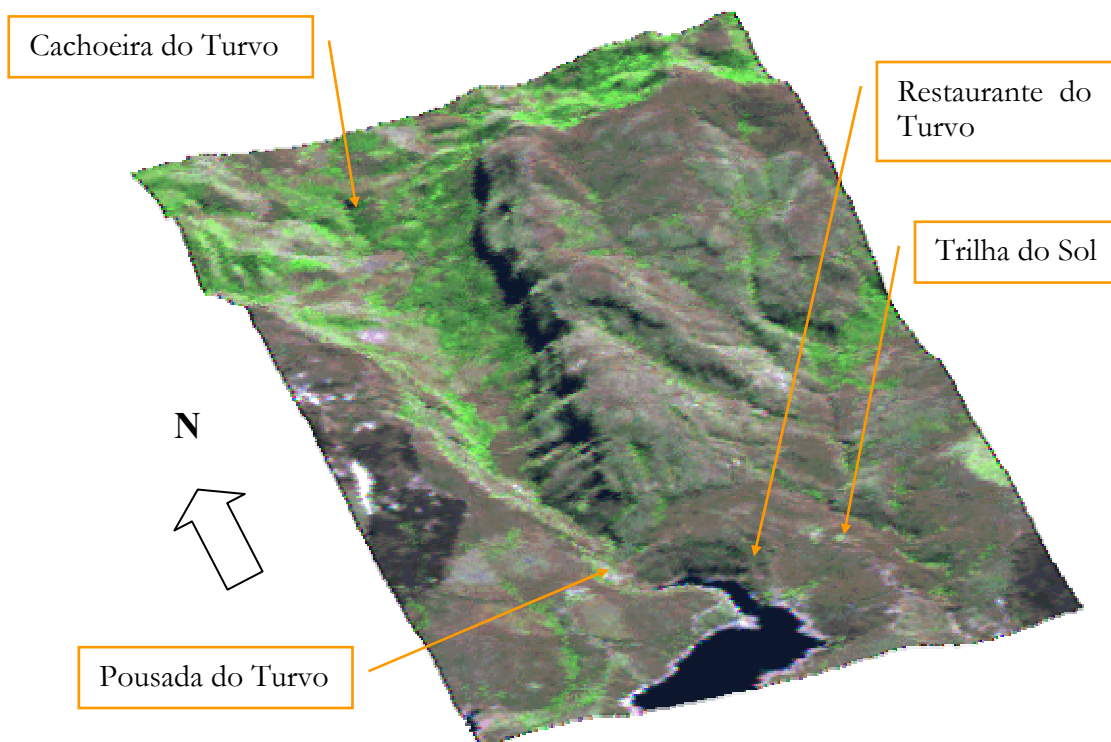 Cachoeira do Turvo
Restaurante do
Turvo
Trilha do Sol
N
Pousada do Turvo